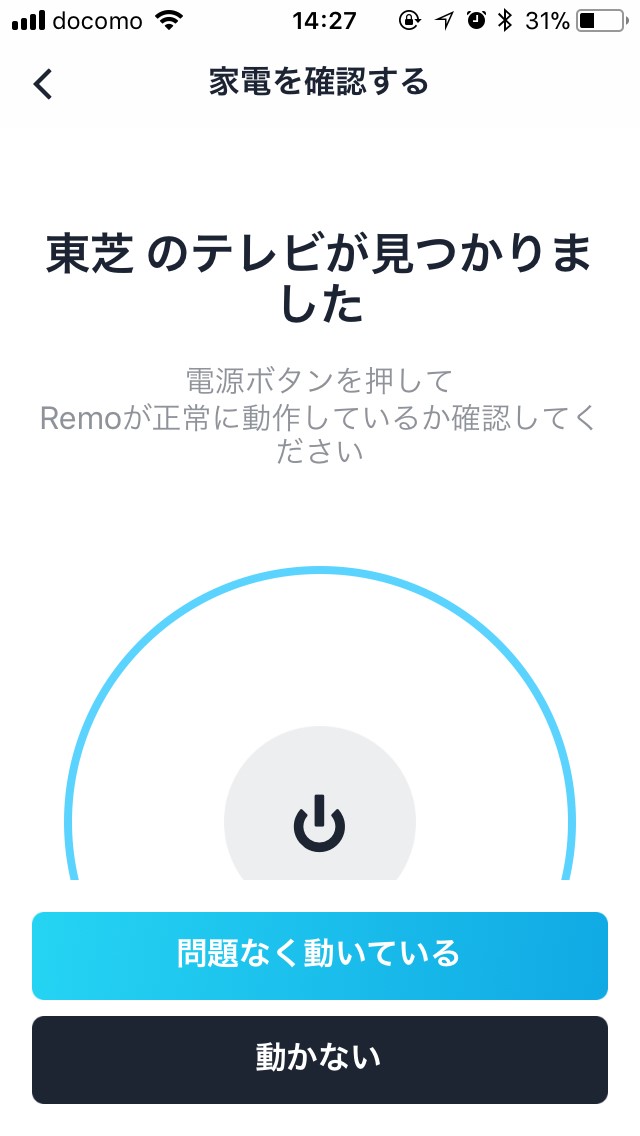 docomo 14:27 31%
家電を確認する
東芝 のテレビが見つかりま
した
電源ボタンを押して
Remoが正常に動作しているか確認してく
ださい
問題なく動いている
動かない